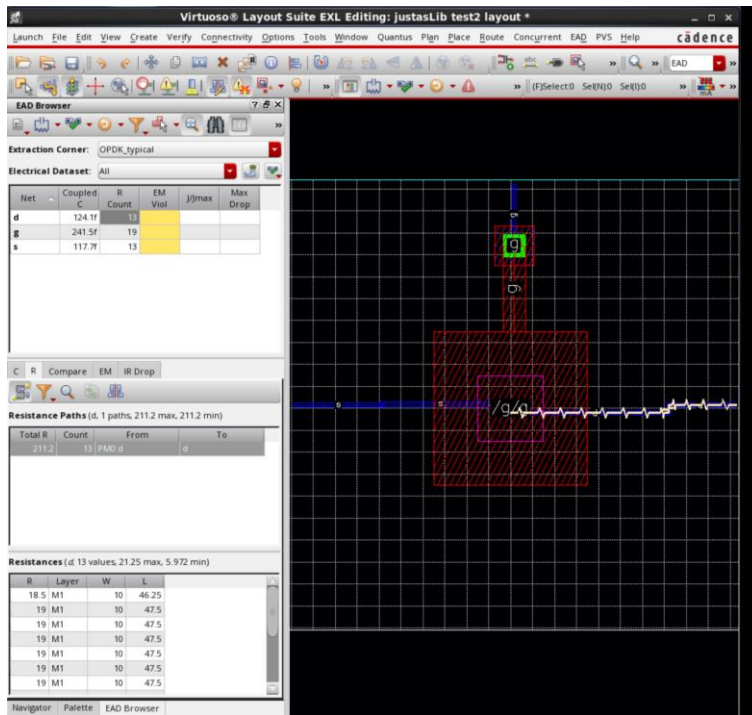 Virtuoso® Layout Suite EXL Editing: justasLib test2 layout *
Launch File Edit View Create Verify Connectivity Options Tools Window Quantus Plan Place Route Concurrent EAD PVS Help cādence
» » EAD »
» (F)Select:0 Sel(N):0 Sel(I):0 »
EAD Browser
»
Extraction Corner: OPDK_typical
Electrical Dataset: All
Net Coupled C R Count EM Viol J/Jmax Max Drop
d 124.1f 13
g 241.5f 19
s 117.7f 13
g
g
g
s s /g/g
C R Compare EM IR Drop
Resistance Paths (d, 1 paths, 211.2 max, 211.2 min)
Total R Count From To
211.2 13 PM0:d d
Resistances (d, 13 values, 21.25 max, 5.972 min)
R Layer W L
18.5 M1 10 46.25
19 M1 10 47.5
19 M1 10 47.5
19 M1 10 47.5
19 M1 10 47.5
19 M1 10 47.5
19 M1 10 47.5
Navigator Palette EAD Browser